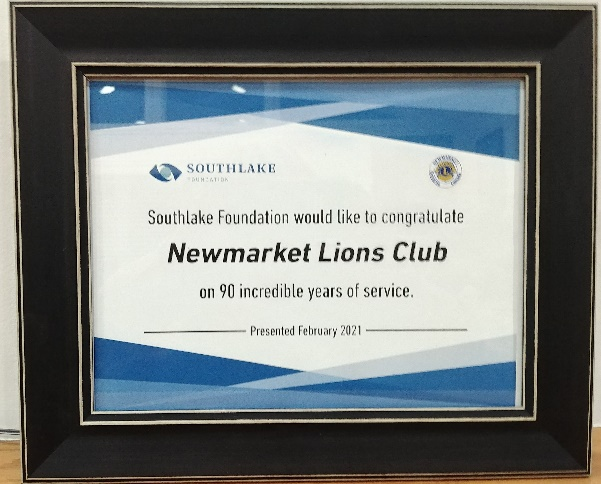 SOUTHLAKE
FOUNDATION
Southlake Foundation would like to congratulate
Newmarket Lions Club
on 90 incredible years of service.
Presented February 2021